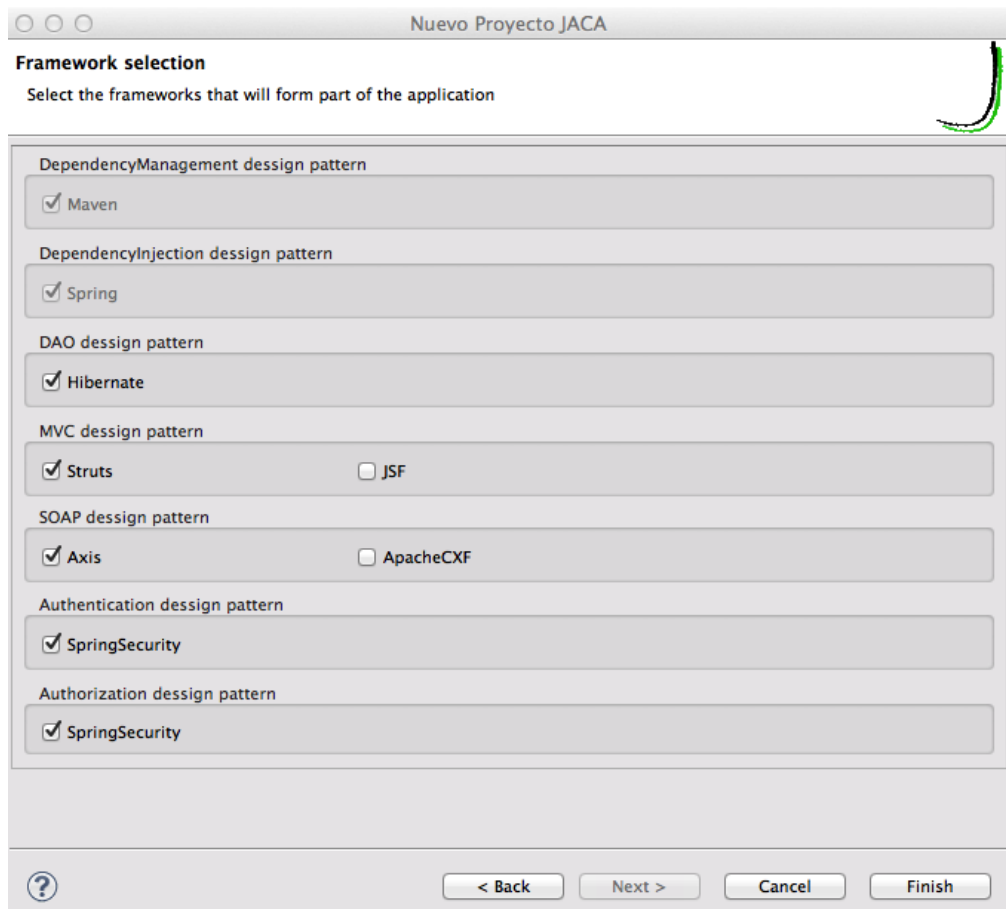 Nuevo Proyecto JACA
Framework selection
Select the frameworks that will form part of the application
DependencyManagement dessign pattern
Maven
DependencyInjection dessign pattern
Spring
DAO dessign pattern
Hibernate
MVC dessign pattern
Struts JSF
SOAP dessign pattern
Axis ApacheCXF
Authentication dessign pattern
SpringSecurity
Authorization dessign pattern
SpringSecurity
? < Back Next > Cancel Finish